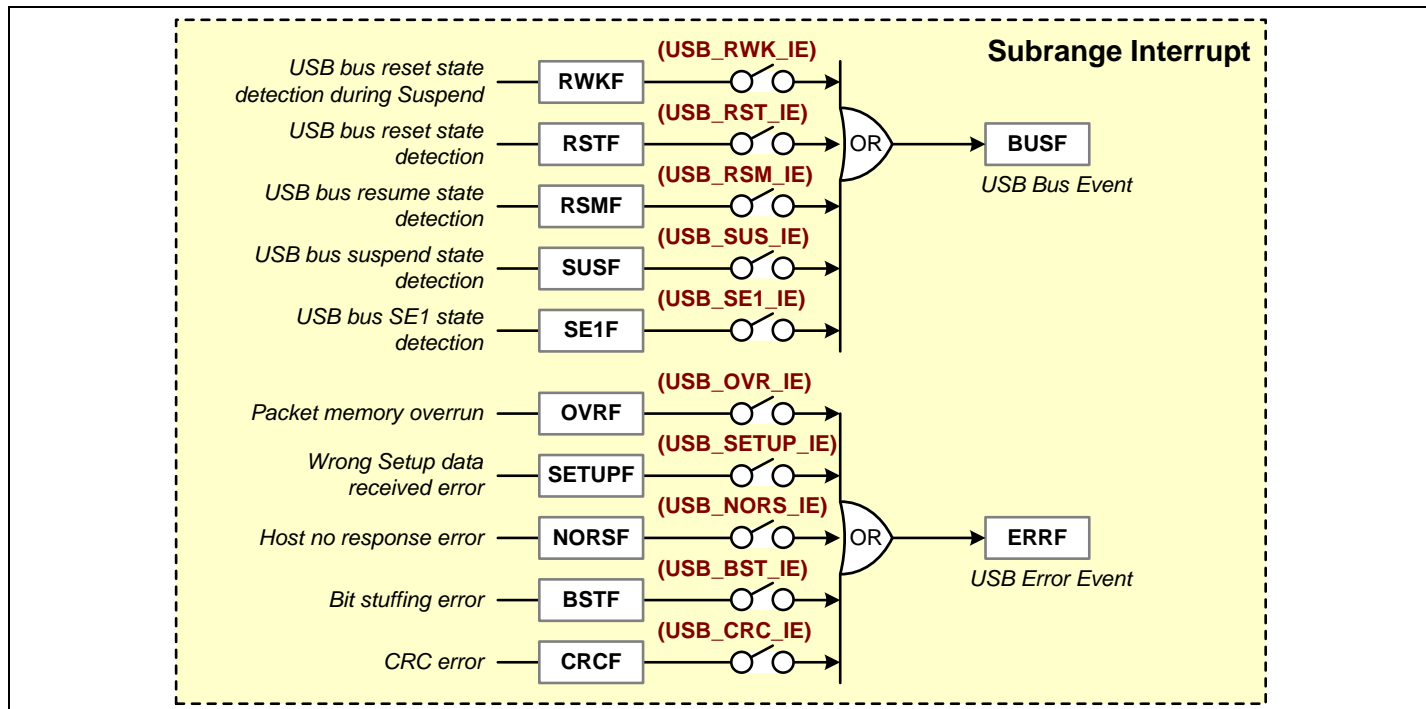 Subrange Interrupt
(USB_RWK_IE)
USB bus reset state
detection during Suspend
RWKF
(USB_RST_IE)
USB bus reset state
detection
RSTF
OR
BUSF
USB Bus Event
(USB_RSM_IE)
USB bus resume state
detection
RSMF
(USB_SUS_IE)
USB bus suspend state
detection
SUSF
(USB_SE1_IE)
USB bus SE1 state
detection
SE1F
(USB_OVR_IE)
Packet memory overrun
OVRF
(USB_SETUP_IE)
Wrong Setup data
received error
SETUPF
(USB_NORS_IE)
Host no response error
NORSF
OR
ERRF
USB Error Event
(USB_BST_IE)
Bit stuffing error
BSTF
(USB_CRC_IE)
CRC error
CRCF